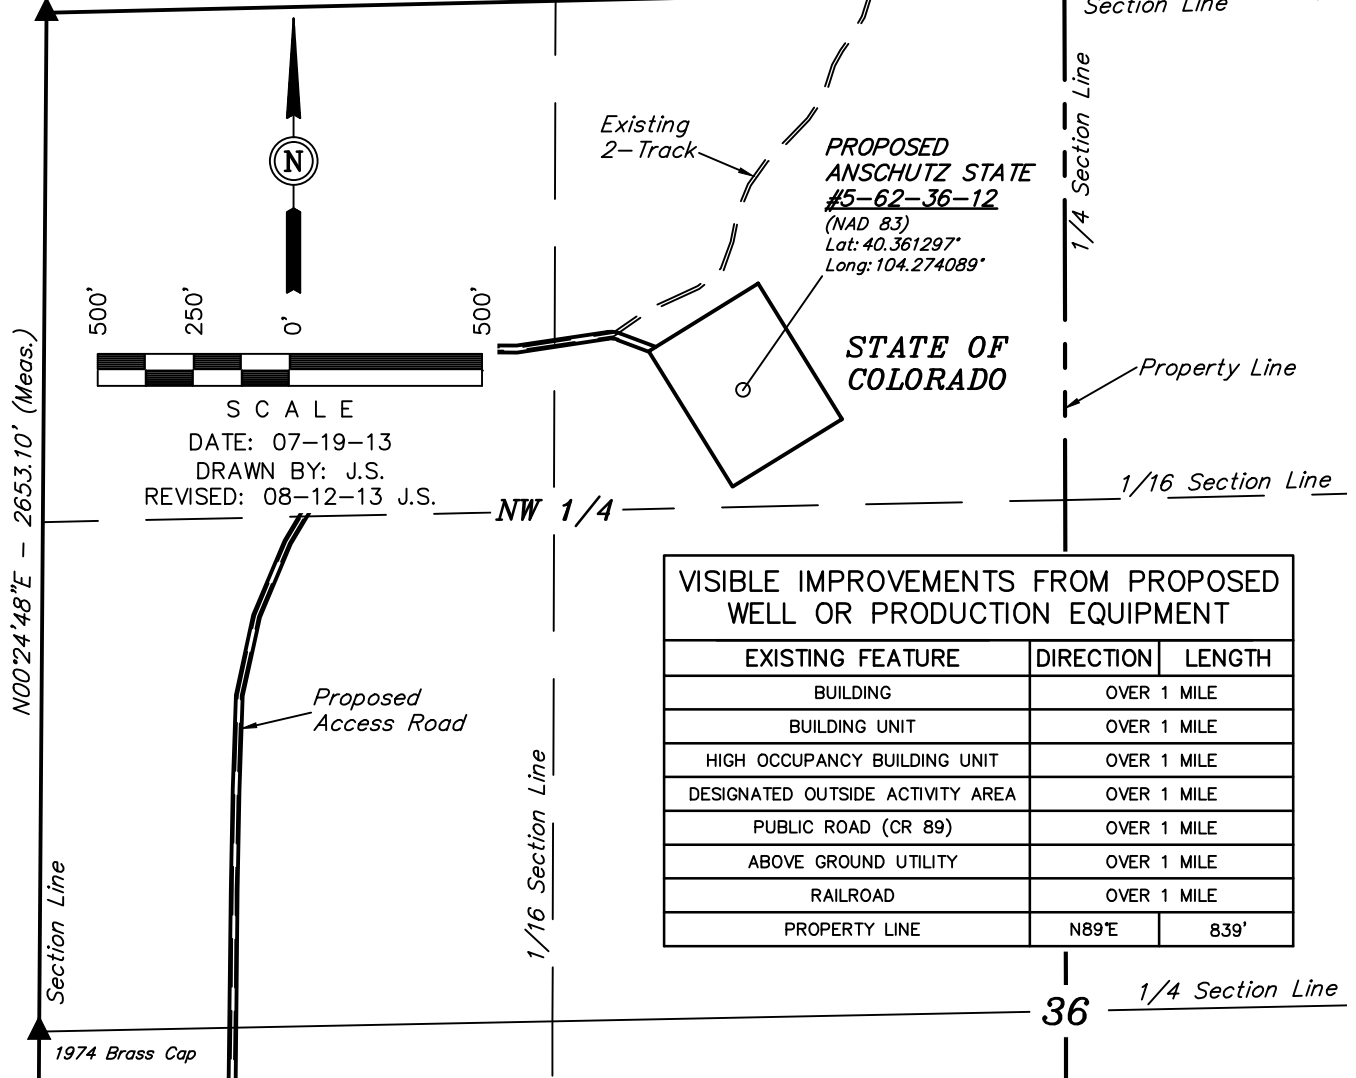 Section Line
1/4 Section Line
Existing
2-Track
PROPOSED
ANSCHUTZ STATE
#5-62-36-12
(NAD 83)
Lat: 40.361297°
Long: 104.274089°
N
500'
250'
0'
500'
S C A L E
DATE: 07-19-13
DRAWN BY: J.S.
REVISED: 08-12-13 J.S.
STATE OF
COLORADO
Property Line
N00°24'48"E - 2653.10' (Meas.)
1/16 Section Line
NW 1/4
VISIBLE IMPROVEMENTS FROM PROPOSED
WELL OR PRODUCTION EQUIPMENT
EXISTING FEATURE DIRECTION LENGTH
BUILDING OVER 1 MILE
BUILDING UNIT OVER 1 MILE
HIGH OCCUPANCY BUILDING UNIT OVER 1 MILE
DESIGNATED OUTSIDE ACTIVITY AREA OVER 1 MILE
PUBLIC ROAD (CR 89) OVER 1 MILE
ABOVE GROUND UTILITY OVER 1 MILE
RAILROAD OVER 1 MILE
PROPERTY LINE N89°E 839'
Proposed
Access Road
1/16 Section Line
Section Line
1/4 Section Line
36
1974 Brass Cap